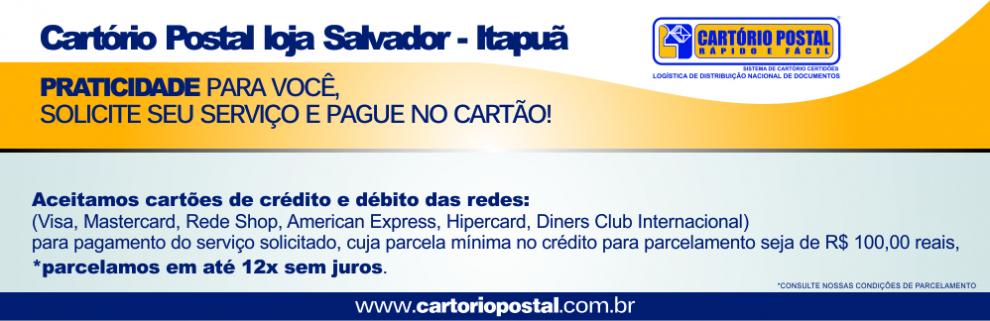 Cartório Postal loja Salvador - Itapuã
CARTÓRIO POSTAL
RÁPIDO E FÁCIL
SISTEMA DE CARTÓRIO CERTIDÕES
LOGÍSTICA DE DISTRIBUIÇÃO NACIONAL DE DOCUMENTOS
PRATICIDADE PARA VOCÊ,
SOLICITE SEU SERVIÇO E PAGUE NO CARTÃO!
Aceitamos cartões de crédito e débito das redes:
(Visa, Mastercard, Rede Shop, American Express, Hipercard, Diners Club Internacional)
para pagamento do serviço solicitado, cuja parcela mínima no crédito para parcelamento seja de R$ 100,00 reais,
*parcelamos em até 12x sem juros.
*CONSULTE NOSSAS CONDIÇÕES DE PARCELAMENTO
www.cartoriopostal.com.br